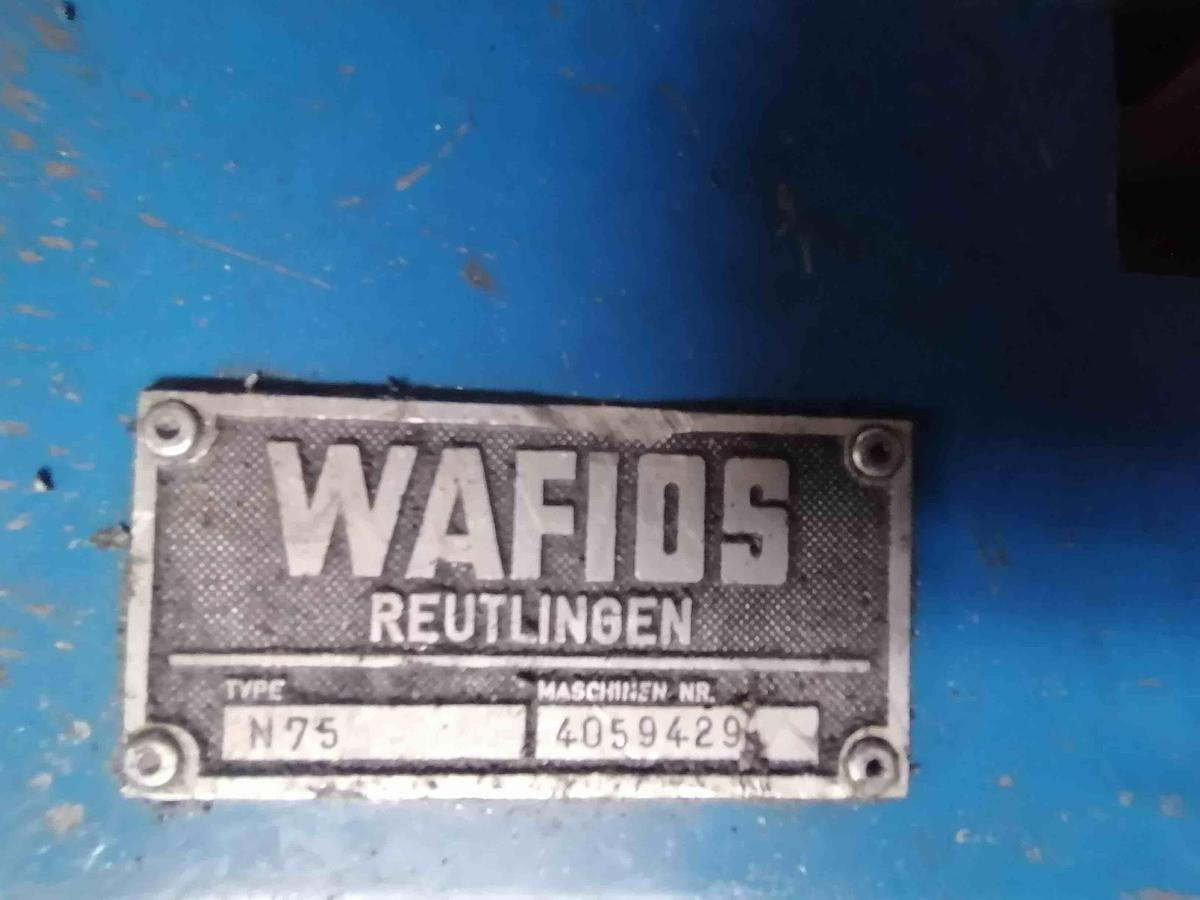 WAFIOS
REUTLINGEN
TYPE MASCHINEN NR.
N75 4059429